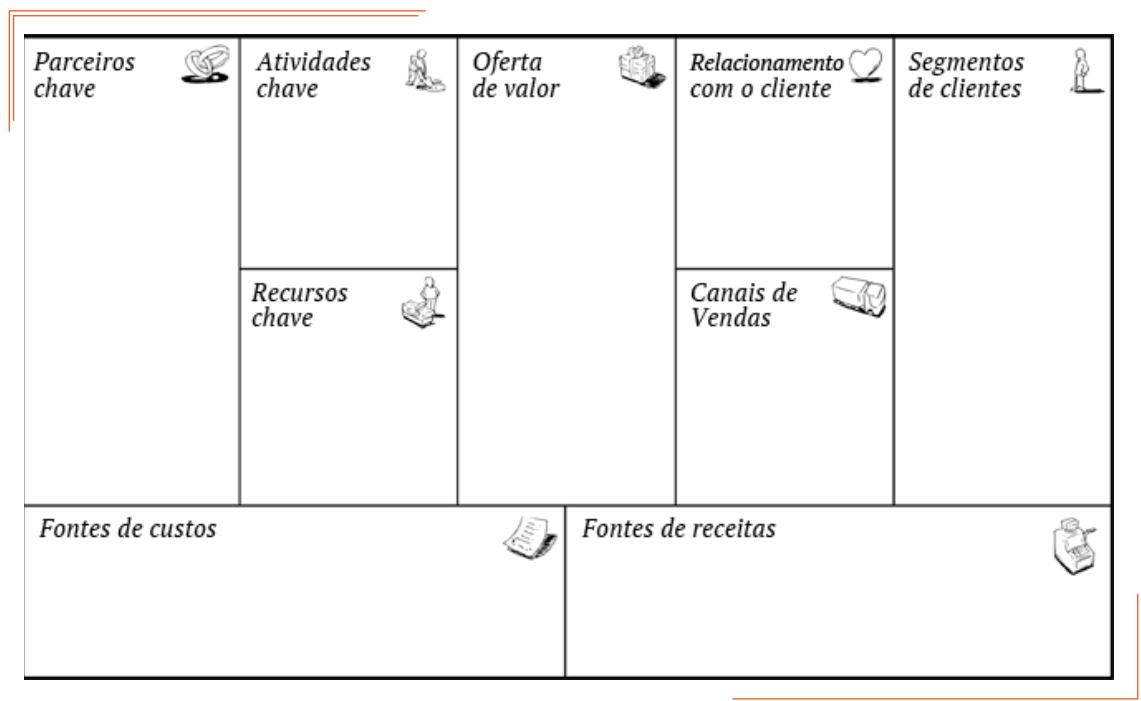 Parceiros
chave
Atividades
chave
Oferta
de valor
Relacionamento
com o cliente
Segmentos
de clientes
Recursos
chave
Canais de
Vendas
Fontes de custos
Fontes de receitas